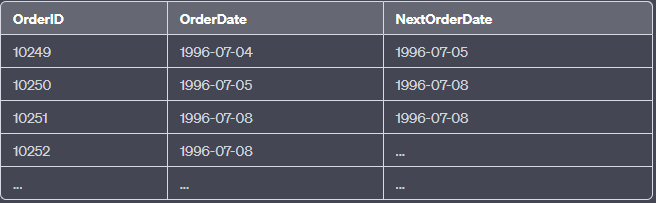 OrderID OrderDate NextOrderDate
10249 1996-07-04 1996-07-05
10250 1996-07-05 1996-07-08
10251 1996-07-08 1996-07-08
10252 1996-07-08 ...
... ... ...